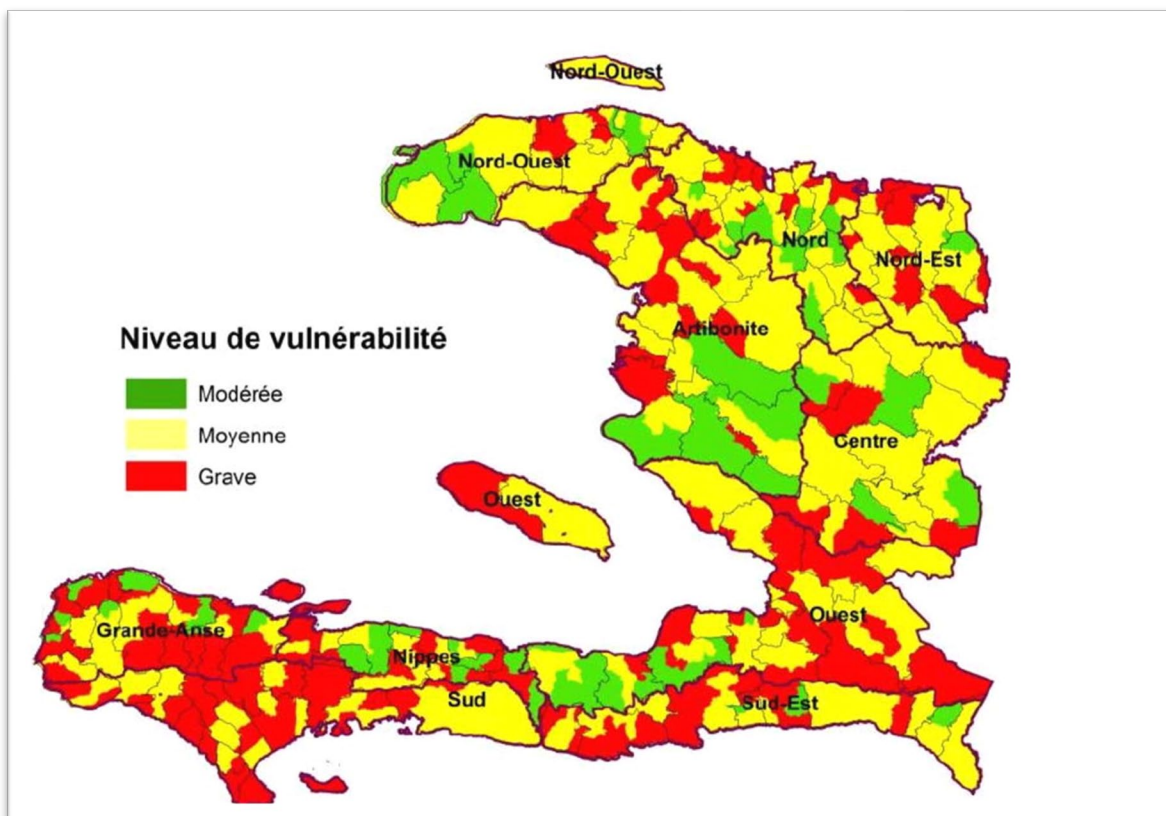 Nord-Ouest
Nord-Ouest
Nord
Nord-Est
Artibonite
Niveau de vulnérabilité
Modérée
Moyenne
Grave
Centre
Ouest
Ouest
Grande-Anse
Nippes
Sud
Sud-Est